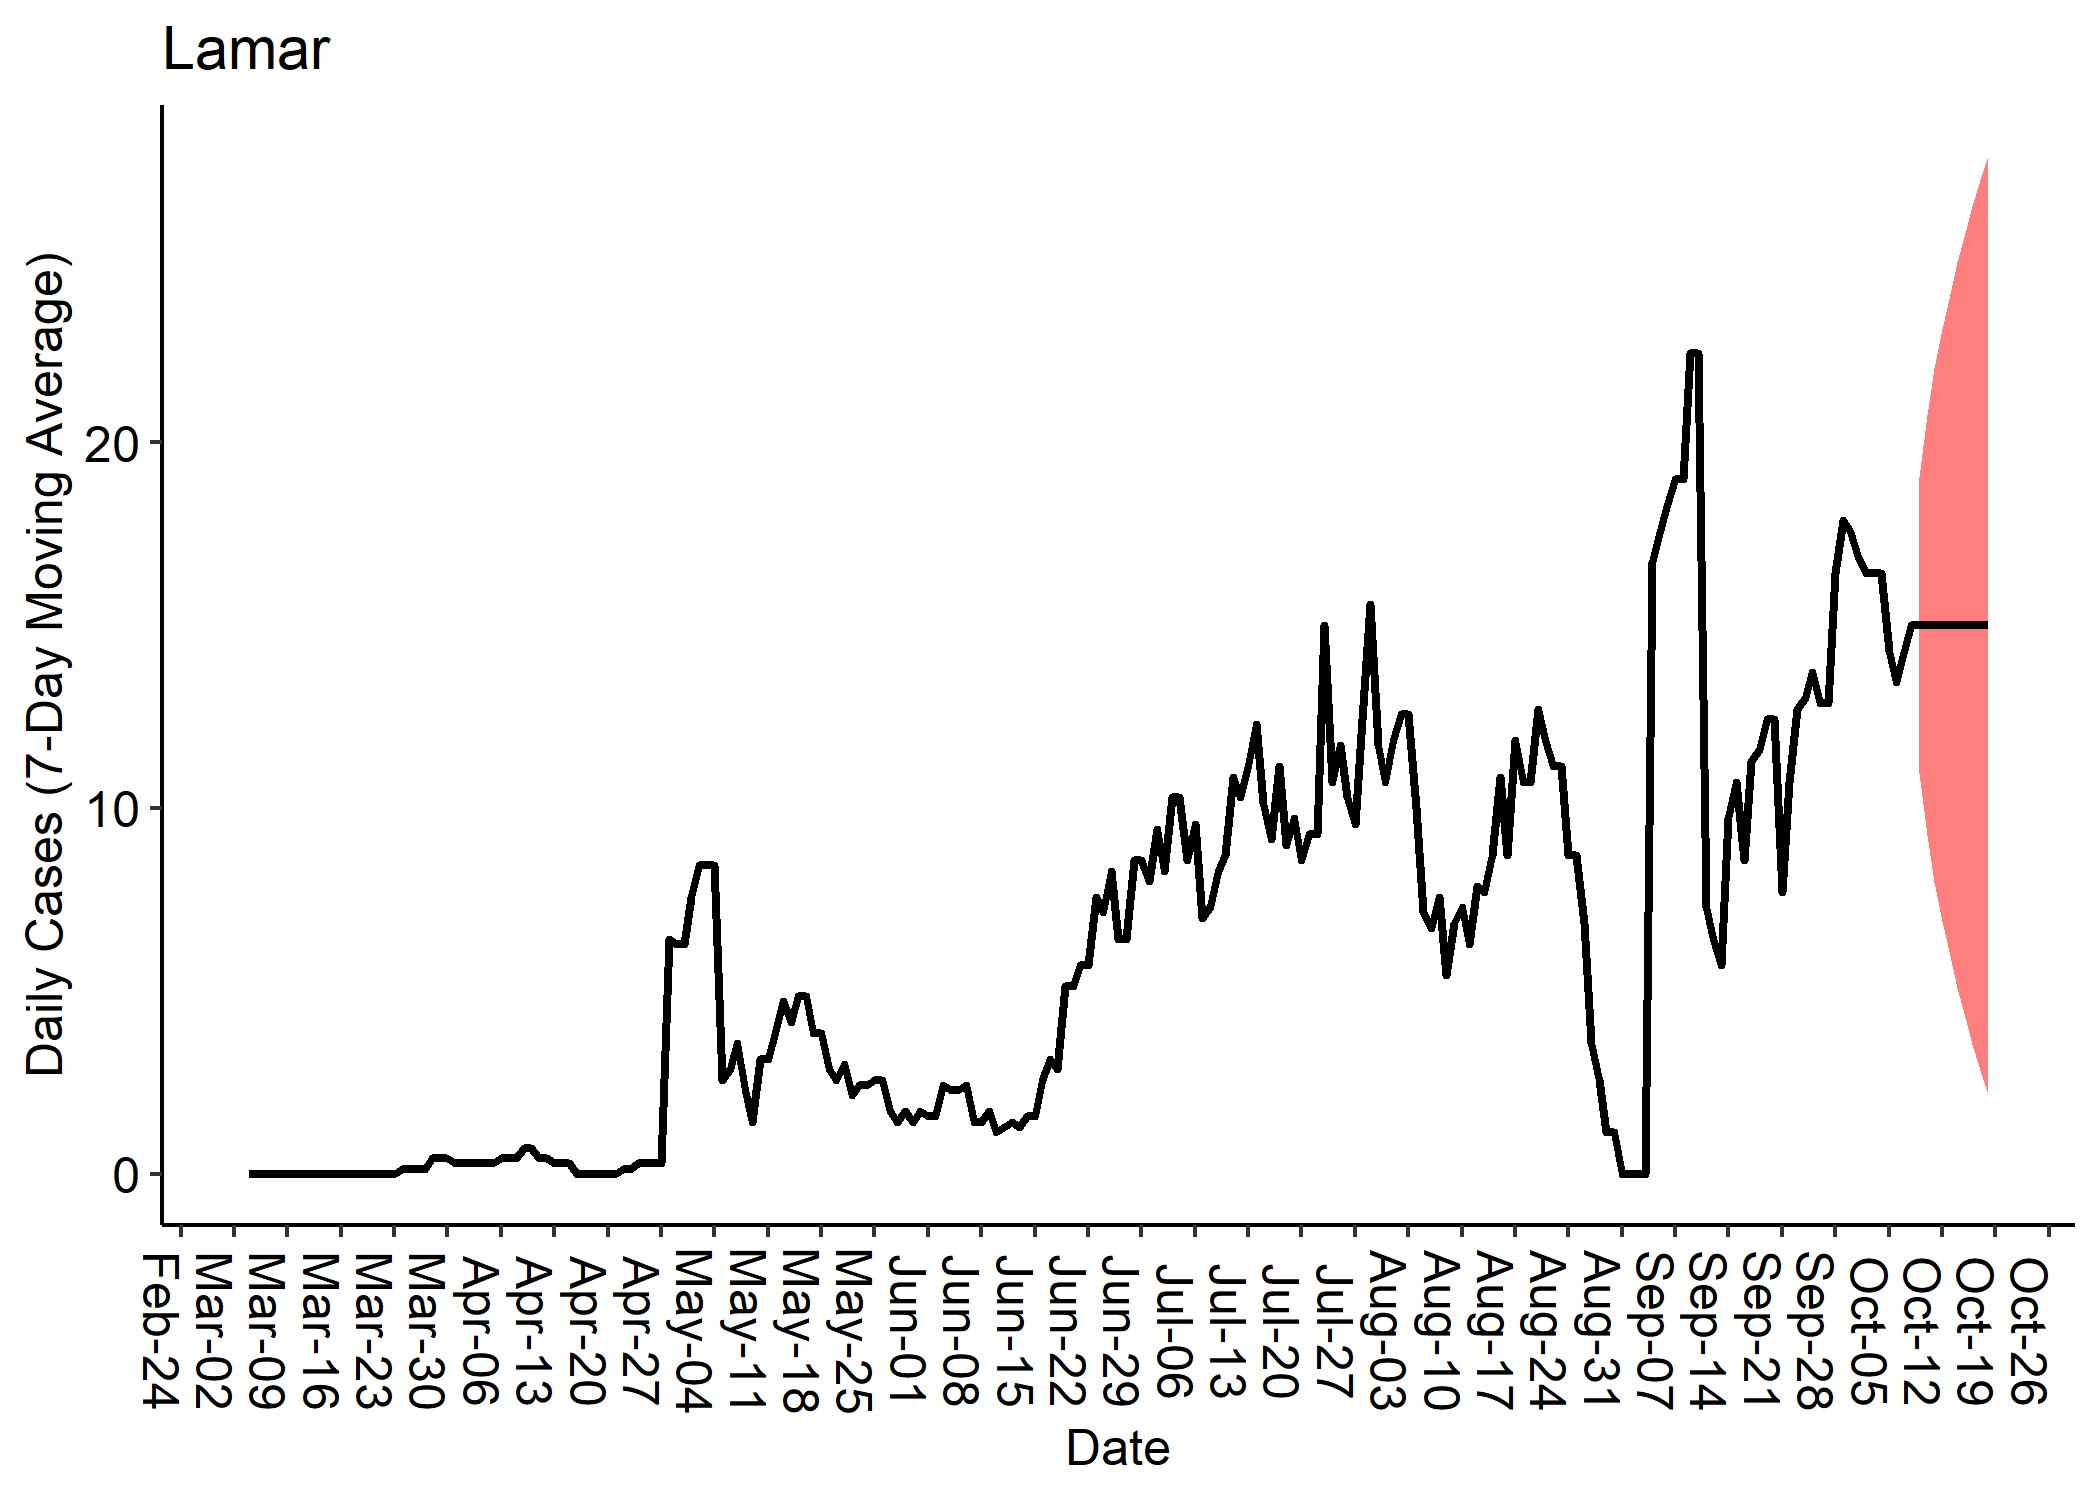 Lamar
Daily Cases (7-Day Moving Average)
20
10
0
Feb-24
Mar-02
Mar-09
Mar-16
Mar-23
Mar-30
Apr-06
Apr-13
Apr-20
Apr-27
May-04
May-11
May-18
May-25
Jun-01
Jun-08
Jun-15
Jun-22
Jun-29
Jul-06
Jul-13
Jul-20
Jul-27
Aug-03
Aug-10
Aug-17
Aug-24
Aug-31
Sep-07
Sep-14
Sep-21
Sep-28
Oct-05
Oct-12
Oct-19
Oct-26
Date